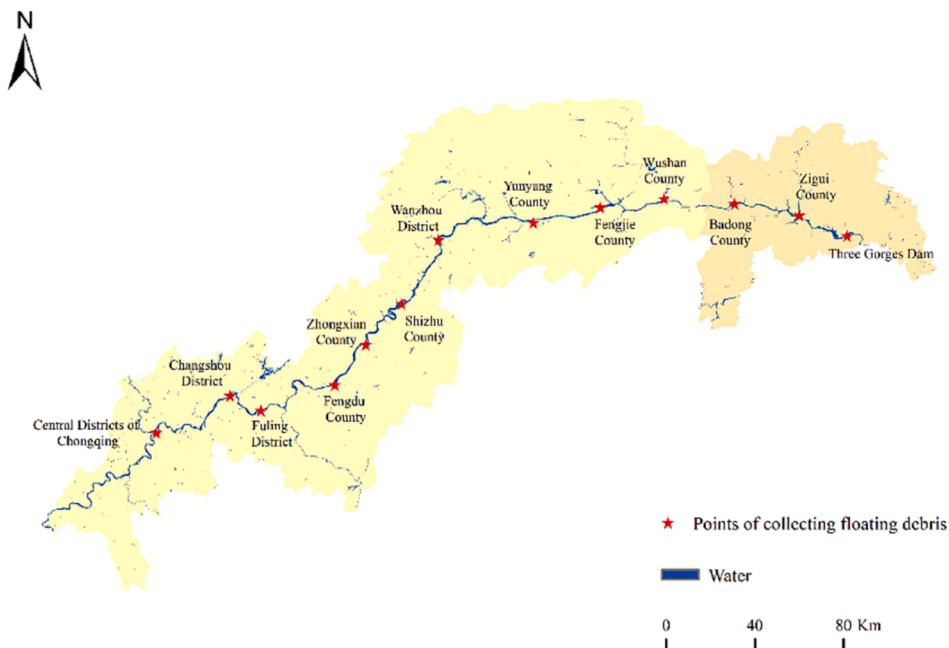 N
Wushan
County
Zigui
County
Yunyang
County
Wanzhou
District
Fengjie
County
Badong
County
Three Gorges Dam
Zhongxian
County
Shizhu
County
Changshou
District
Fengdu
County
Fuling
District
Central Districts of
Chongqing
Points of collecting floating debris
Water
0 40 80 Km